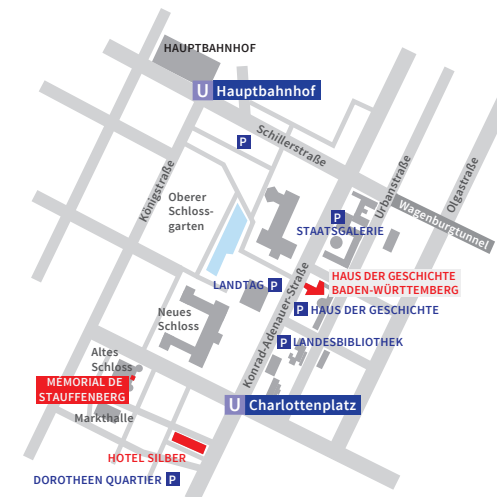 HAUPTBAHNHOF
U Hauptbahnhof
P
Schillerstraße
Königstraße
Urbanstraße
Olgastraße
Wagenburgtunnel
Oberer
Schloss-
garten
P
STAATSGALERIE
LANDTAG P
HAUS DER GESCHICHTE
BADEN-WÜRTTEMBERG
P HAUS DER GESCHICHTE
Neues
Schloss
Konrad-Adenauer-Straße
P LANDESBIBLIOTHEK
Altes
Schloss
MÉMORIAL DE
STAUFFENBERG
U Charlottenplatz
Markthalle
HOTEL SILBER
DOROTHEEN QUARTIER P